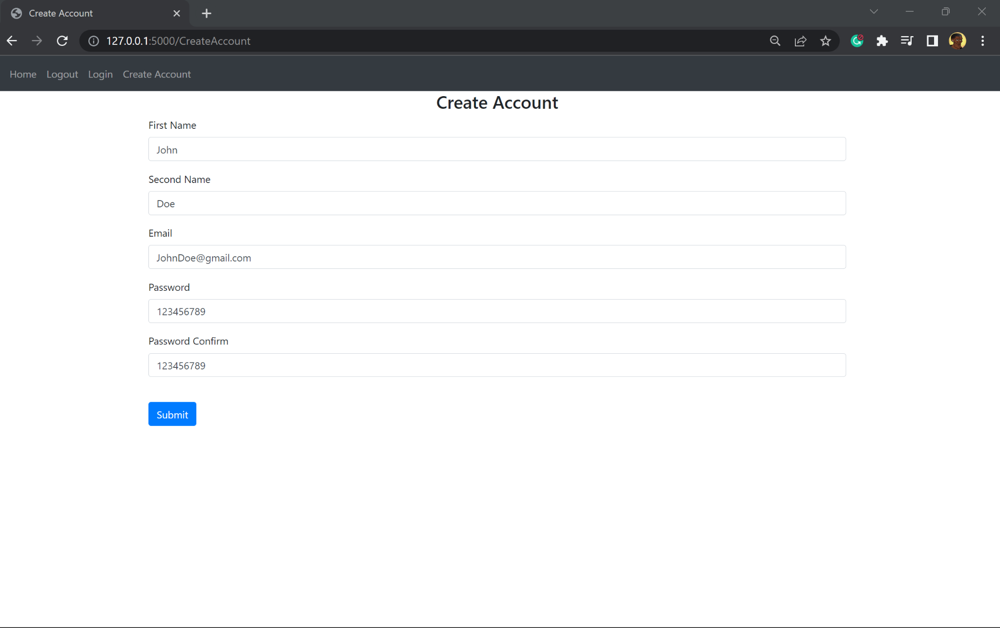 Create Account
127.0.0.1:5000/CreateAccount
Home Logout Login Create Account
Create Account
First Name
John
Second Name
Doe
Email
JohnDoe@gmail.com
Password
123456789
Password Confirm
123456789
Submit